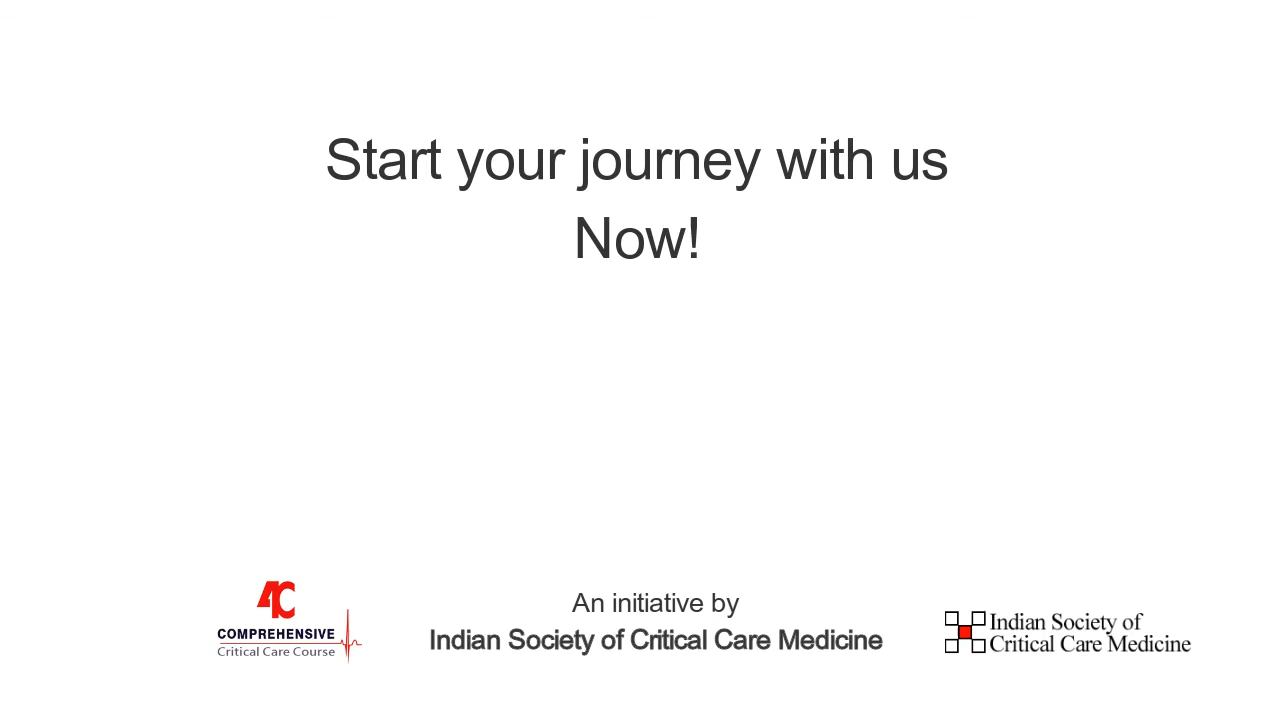 Start your journey with us
Now!
4C
COMPREHENSIVE
Critical Care Course
An initiative by
Indian Society of Critical Care Medicine
Indian Society of
Critical Care Medicine